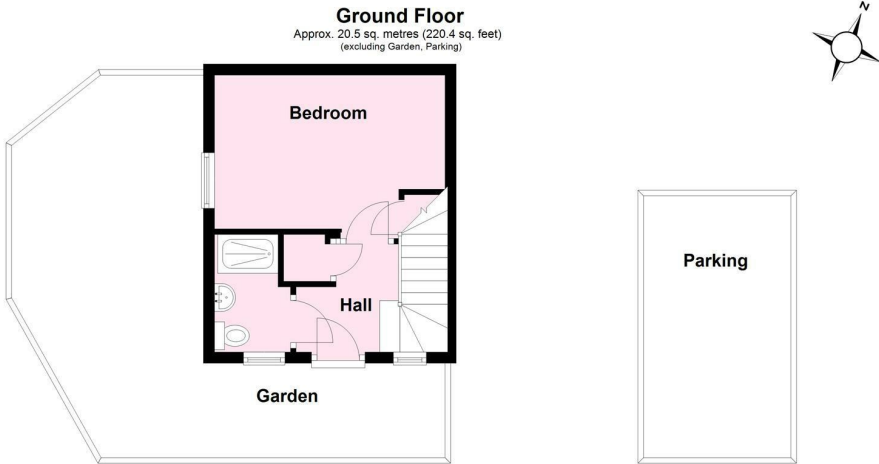 Ground Floor
Approx. 20.5 sq. metres (220.4 sq. feet)
(excluding Garden, Parking)
N
Bedroom
Parking
Hall
Garden